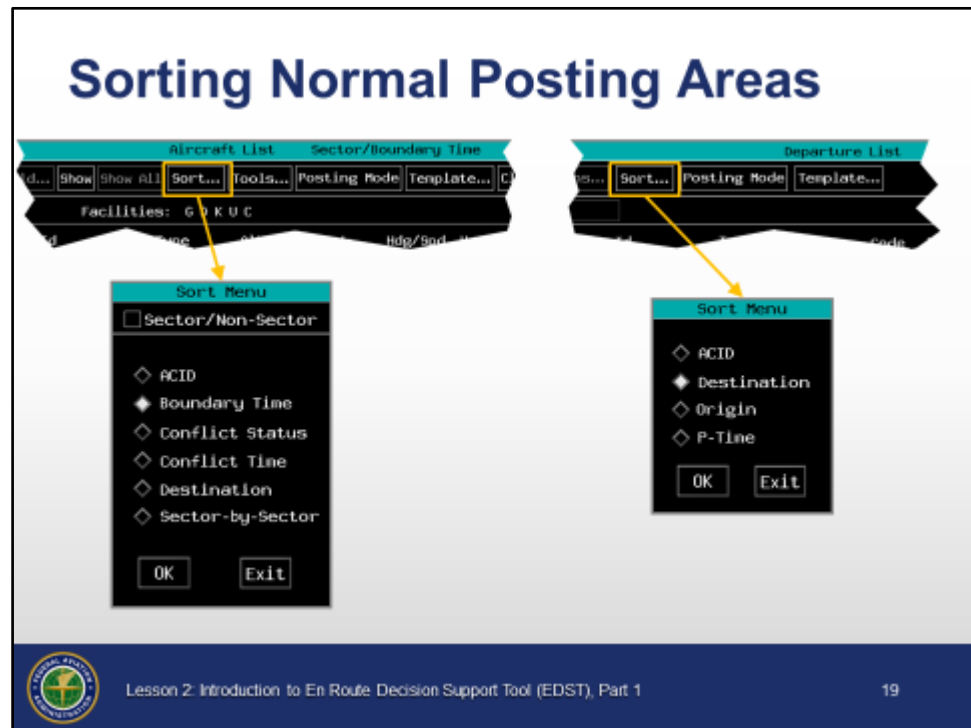 Sorting Normal Posting Areas
Aircraft List Sector/Boundary Time
d... Show Show All Sort... Tools... Posting Mode Template... C
Facilities:
Hdg/Spd
Sort Menu
Sector/Non-Sector
ACID
Boundary Time
Conflict Status
Conflict Time
Destination
Sector-by-Sector
OK Exit
Departure List
Sort... Posting Mode Template...
Code
Sort Menu
ACID
Destination
Origin
P-Time
OK Exit
FEDERAL AVIATION ADMINISTRATION
Lesson 2: Introduction to En Route Decision Support Tool (EDST), Part 1
19